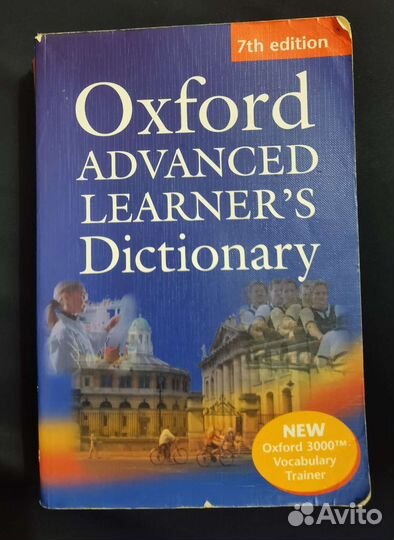 7th edition
Oxford
ADVANCED
LEARNER'S
Dictionary
NEW
Oxford 3000™
Vocabulary
Trainer
Avito